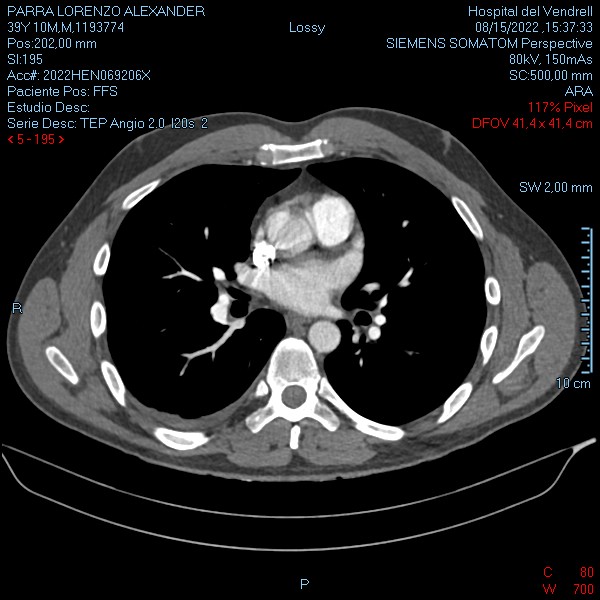 PARRA LORENZO ALEXANDER
39Y 10M,M,1193774
Pos:202,00 mm
SI:195
Acc#: 2022HEN069206X
Paciente Pos: FFS
Estudio Desc:
Serie Desc: TEP Angio 2.0 I20s 2
< 5 - 195 >
Lossy
Hospital del Vendrell
08/15/2022 ,15:37:33
SIEMENS SOMATOM Perspective
80kV, 150mAs
SC:500,00 mm
ARA
117% Pixel
DFOV 41,4 x 41,4 cm
SW 2,00 mm
R
10 cm
P
C 80
W 700